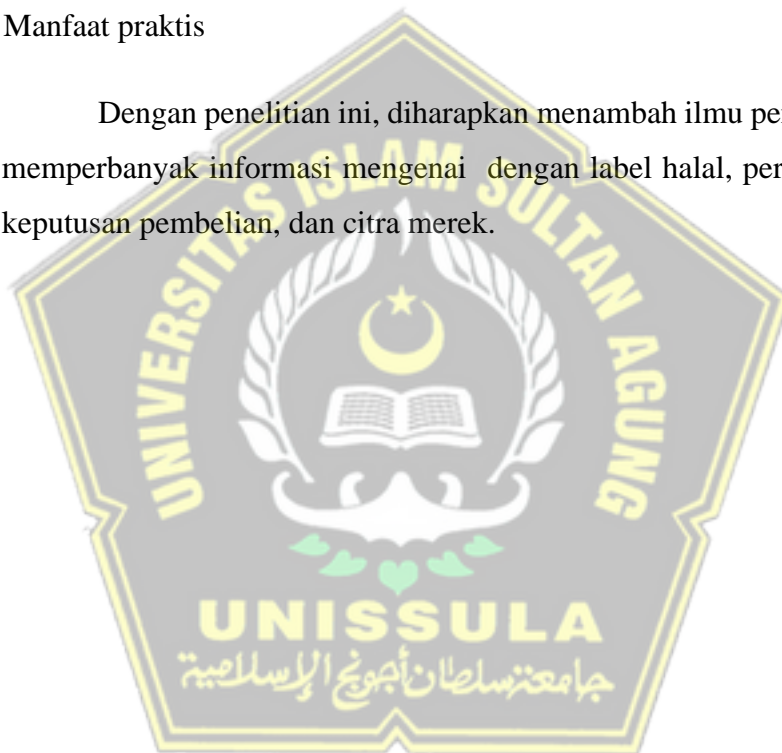 Manfaat praktis
Dengan penelitian ini, diharapkan menambah ilmu
memperbanyak informasi mengenai dengan label halal,
keputusan pembelian, dan citra merek.
UNIVERSITAS ISLAM SULTAN AGUNG
UNISSULA
جامعة سلطان أجونج الإسلامية